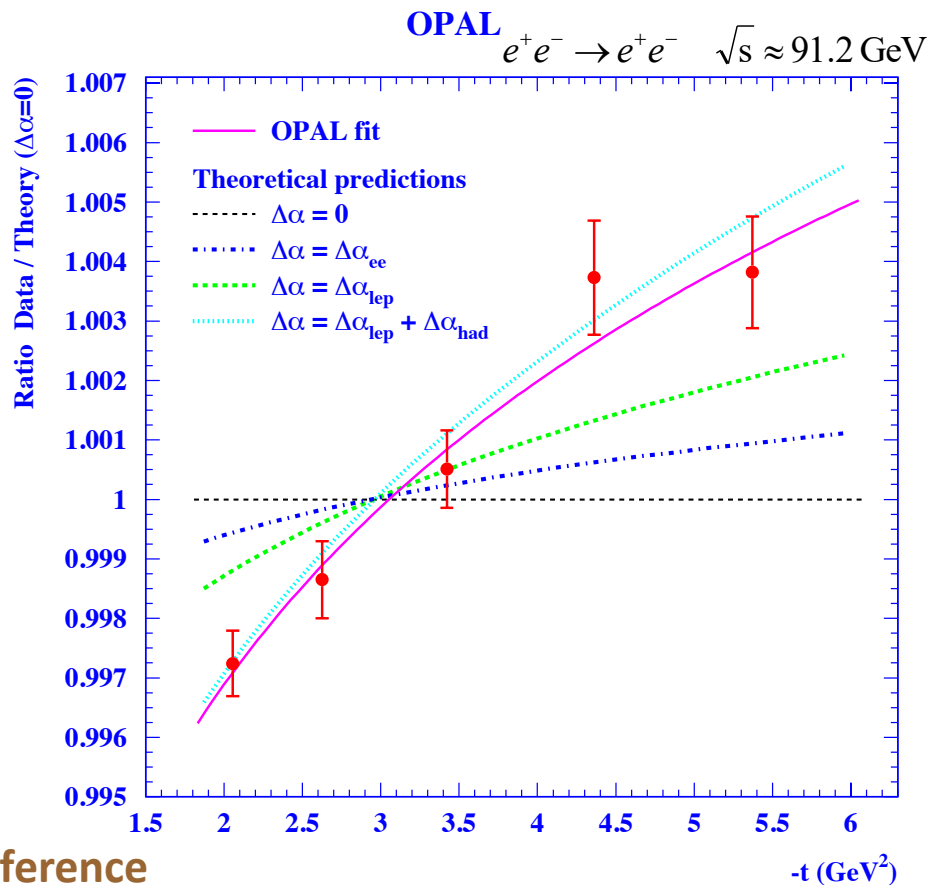 OPAL
e⁺e⁻ → e⁺e⁻ √s ≈ 91.2 GeV
Ratio Data / Theory (Δα=0)
1.007
1.006
1.005
1.004
1.003
1.002
1.001
1
0.999
0.998
0.997
0.996
0.995
OPAL fit
Theoretical predictions
Δα = 0
Δα = Δα_ee
Δα = Δα_lep
Δα = Δα_lep + Δα_had
1.5 2 2.5 3 3.5 4 4.5 5 5.5 6
-t (GeV²)
ference